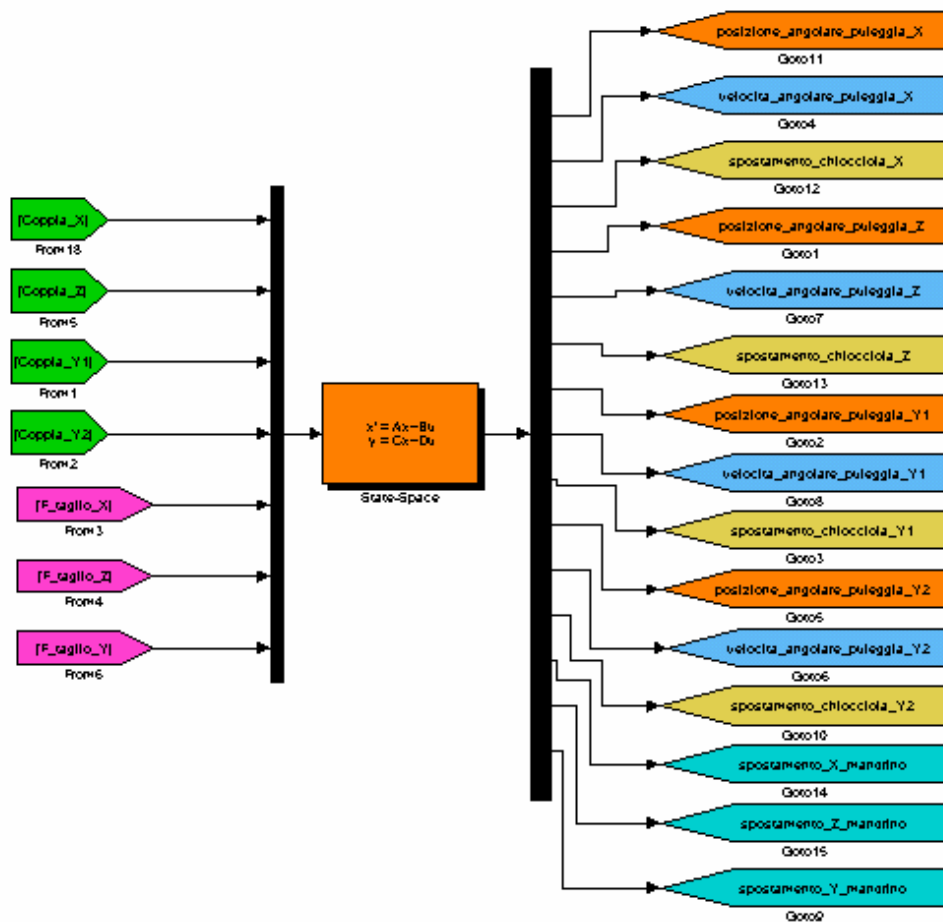 [Coppia_X]
From18
[Coppia_Z]
From5
[Coppia_Y1]
From1
[Coppia_Y2]
From2
[F_taglio_X]
From3
[F_taglio_Z]
From4
[F_taglio_Y]
From6
x' = Ax+Bu
y = Cx+Du
State-Space
posizione_angolare_puleggia_X
Goto11
velocita_angolare_puleggia_X
Goto4
spostamento_chiocciola_X
Goto12
posizione_angolare_puleggia_Z
Goto1
velocita_angolare_puleggia_Z
Goto7
spostamento_chiocciola_Z
Goto13
posizione_angolare_puleggia_Y1
Goto2
velocita_angolare_puleggia_Y1
Goto8
spostamento_chiocciola_Y1
Goto3
posizione_angolare_puleggia_Y2
Goto5
velocita_angolare_puleggia_Y2
Goto6
spostamento_chiocciola_Y2
Goto10
spostamento_X_mandrino
Goto14
spostamento_Z_mandrino
Goto15
spostamento_Y_mandrino
Goto9